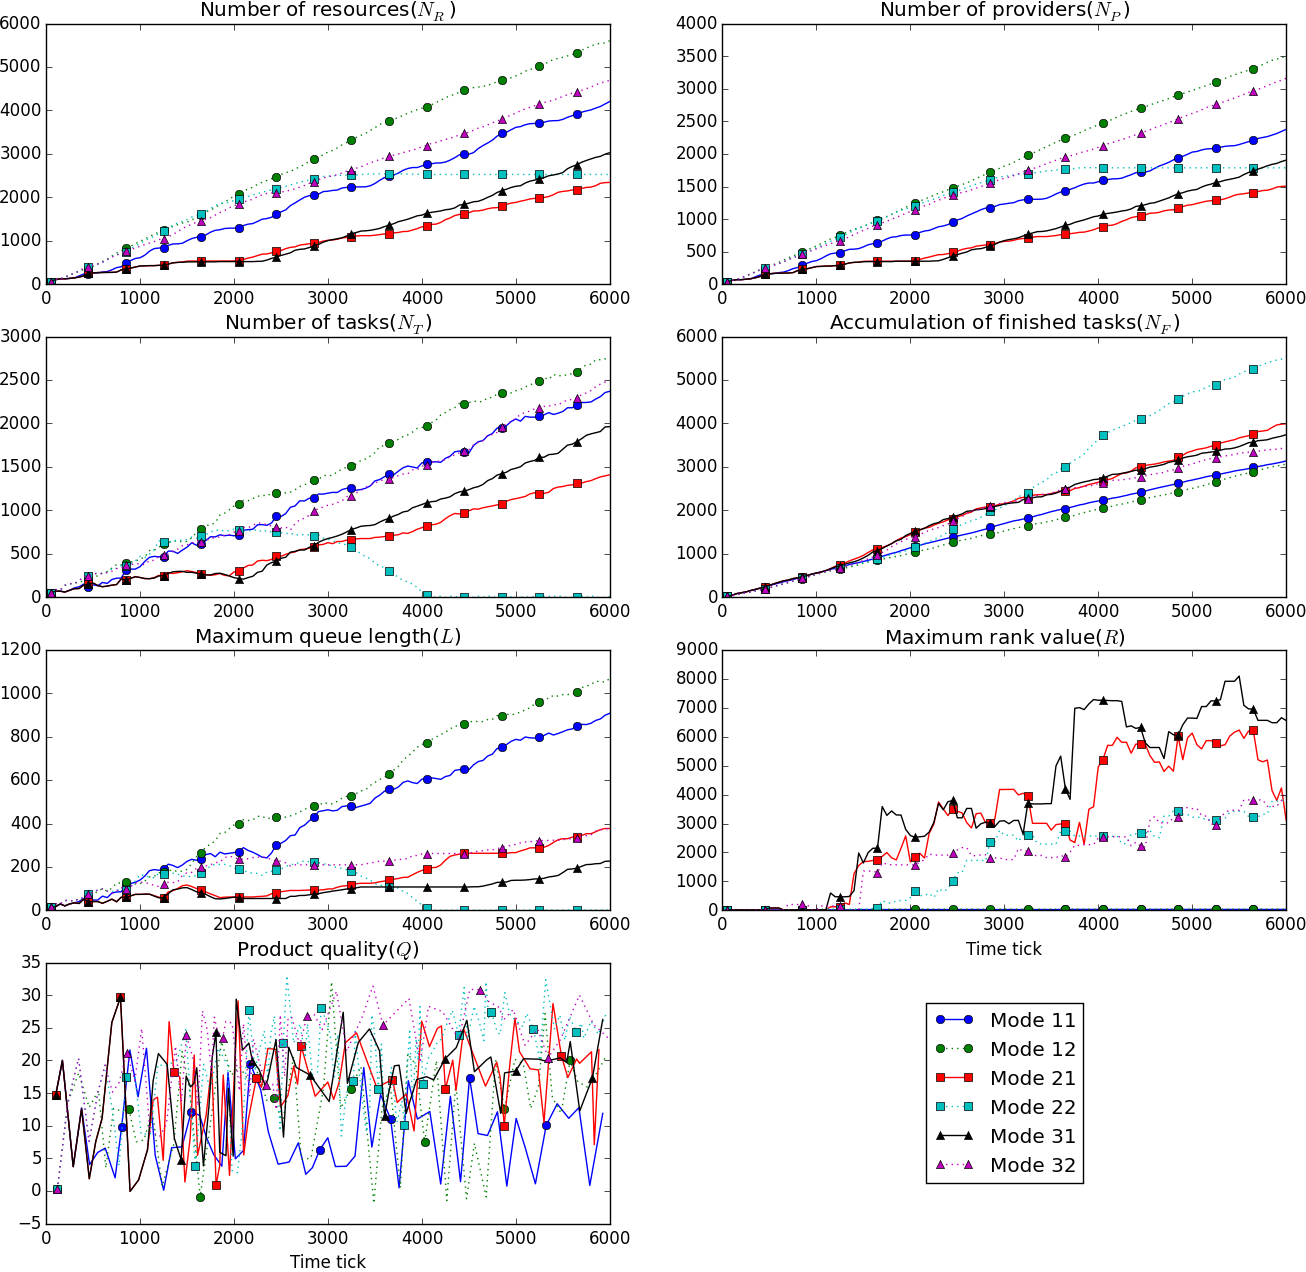 Number of resources(N_R)
6000
5000
4000
3000
2000
1000
0
0 1000 2000 3000 4000 5000 6000
Number of providers(N_P)
4000
3500
3000
2500
2000
1500
1000
500
0
0 1000 2000 3000 4000 5000 6000
Number of tasks(N_T)
3000
2500
2000
1500
1000
500
0
0 1000 2000 3000 4000 5000 6000
Accumulation of finished tasks(N_F)
6000
5000
4000
3000
2000
1000
0
0 1000 2000 3000 4000 5000 6000
Maximum queue length(L)
1200
1000
800
600
400
200
0
0 1000 2000 3000 4000 5000 6000
Maximum rank value(R)
9000
8000
7000
6000
5000
4000
3000
2000
1000
0
0 1000 2000 3000 4000 5000 6000
Time tick
Product quality(Q)
35
30
25
20
15
10
5
0
−5
0 1000 2000 3000 4000 5000 6000
Time tick
Mode 11
Mode 12
Mode 21
Mode 22
Mode 31
Mode 32